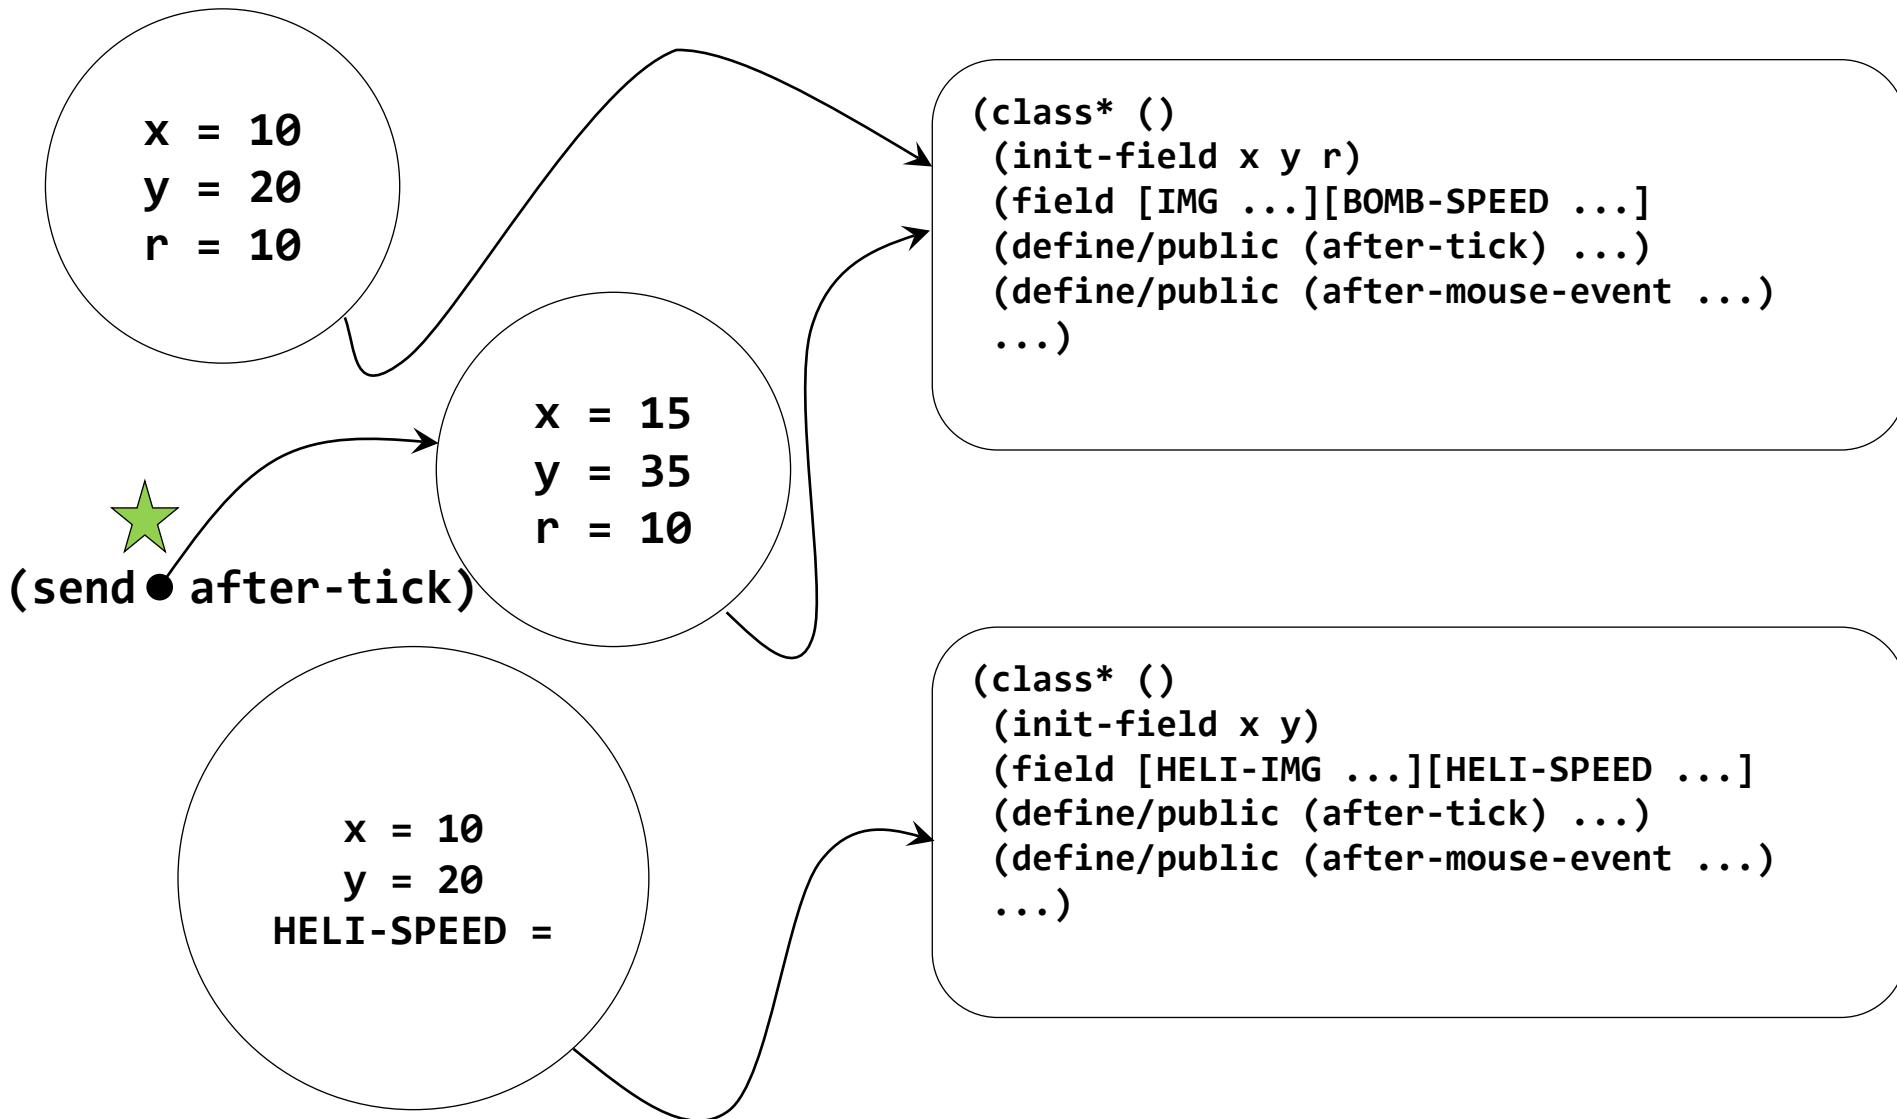 x = 10
y = 20
r = 10
(class* ()
(init-field x y r)
(field [IMG ...][BOMB-SPEED ...]
(define/public (after-tick) ...)
(define/public (after-mouse-event ...)
...)
x = 15
y = 35
r = 10
(send ● after-tick)
x = 10
y = 20
HELI-SPEED =
(class* ()
(init-field x y)
(field [HELI-IMG ...][HELI-SPEED ...]
(define/public (after-tick) ...)
(define/public (after-mouse-event ...)
...)